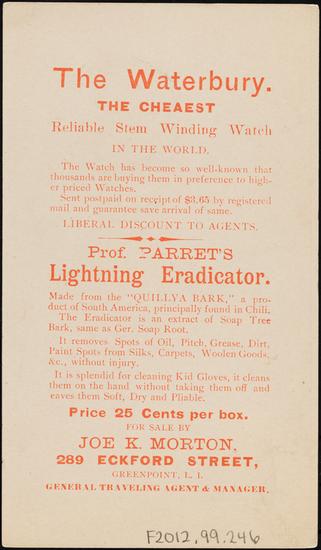 The Waterbury.
THE CHEAEST
Reliable Stem Winding Watch
IN THE WORLD.
The Watch has become so well-known that
thousands are buying them in preference to high-
er priced Watches.
Sent postpaid on receipt of $3,65 by registered
mail and guarantee save arrival of same.
LIBERAL DISCOUNT TO AGENTS.
Prof. PARRET'S
Lightning Eradicator.
Made from the "QUILLYA BARK," a pro-
duct of South America, principally found in Chili.
The Eradicator is an extract of Soap Tree
Bark, same as Ger. Soap Root.
It removes Spots of Oil, Pitch, Grease, Dirt,
Paint Spots from Silks, Carpets, Woolen Goods,
&c., without injury.
It is splendid for cleaning Kid Gloves, it cleans
them on the hand without taking them off and
eaves them Soft, Dry and Pliable.
Price 25 Cents per box.
FOR SALE BY
JOE K. MORTON,
289 ECKFORD STREET,
GREENPOINT, L. I.
GENERAL TRAVELING AGENT & MANAGER.
F2012.99.246